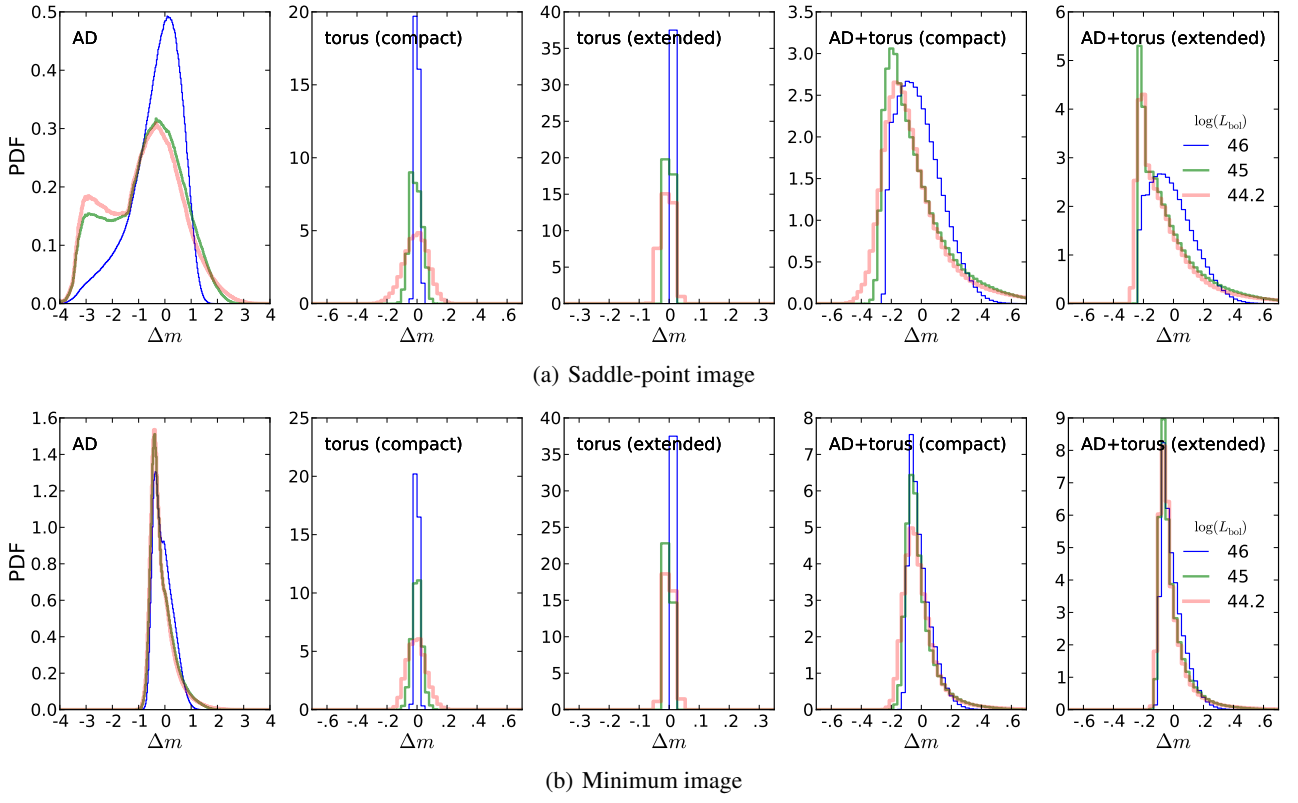 AD
torus (compact)
torus (extended)
AD+torus (compact)
AD+torus (extended)
PDF
0.5
0.4
0.3
0.2
0.1
0.0
-4 -3 -2 -1 0 1 2 3 4
Δm
20
15
10
5
0
-.6 -.4 -.2 0 .2 .4 .6
Δm
40
35
30
25
20
15
10
5
0
-.3 -.2 -.1 0 .1 .2 .3
Δm
3.5
3.0
2.5
2.0
1.5
1.0
0.5
0.0
-.6 -.4 -.2 0 .2 .4 .6
Δm
6
5
4
3
2
1
0
-.6 -.4 -.2 0 .2 .4 .6
Δm
log(L_bol)
46
45
44.2
(a) Saddle-point image
AD
torus (compact)
torus (extended)
AD+torus (compact)
AD+torus (extended)
PDF
1.6
1.4
1.2
1.0
0.8
0.6
0.4
0.2
0.0
-4 -3 -2 -1 0 1 2 3 4
Δm
25
20
15
10
5
0
-.6 -.4 -.2 0 .2 .4 .6
Δm
40
35
30
25
20
15
10
5
0
-.3 -.2 -.1 0 .1 .2 .3
Δm
8
7
6
5
4
3
2
1
0
-.6 -.4 -.2 0 .2 .4 .6
Δm
9
8
7
6
5
4
3
2
1
0
-.6 -.4 -.2 0 .2 .4 .6
Δm
log(L_bol)
46
45
44.2
(b) Minimum image